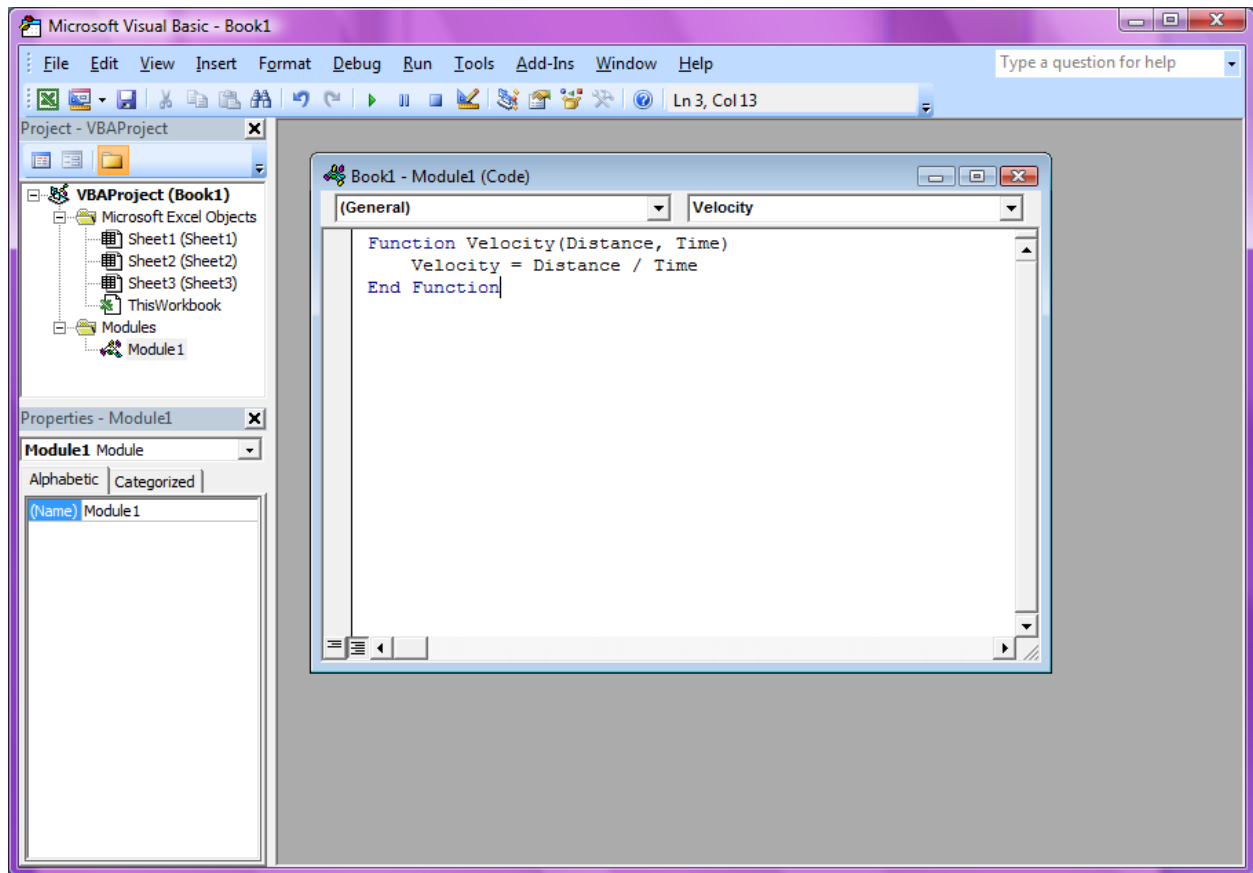 Microsoft Visual Basic - Book1
File Edit View Insert Format Debug Run Tools Add-Ins Window Help Type a question for help
Ln 3, Col 13
Project - VBAProject
VBAProject (Book1)
Microsoft Excel Objects
Sheet1 (Sheet1)
Sheet2 (Sheet2)
Sheet3 (Sheet3)
ThisWorkbook
Modules
Module1
Properties - Module1
Module1 Module
Alphabetic Categorized
(Name) Module1
Book1 - Module1 (Code)
(General) Velocity
Function Velocity(Distance, Time)
Velocity = Distance / Time
End Function